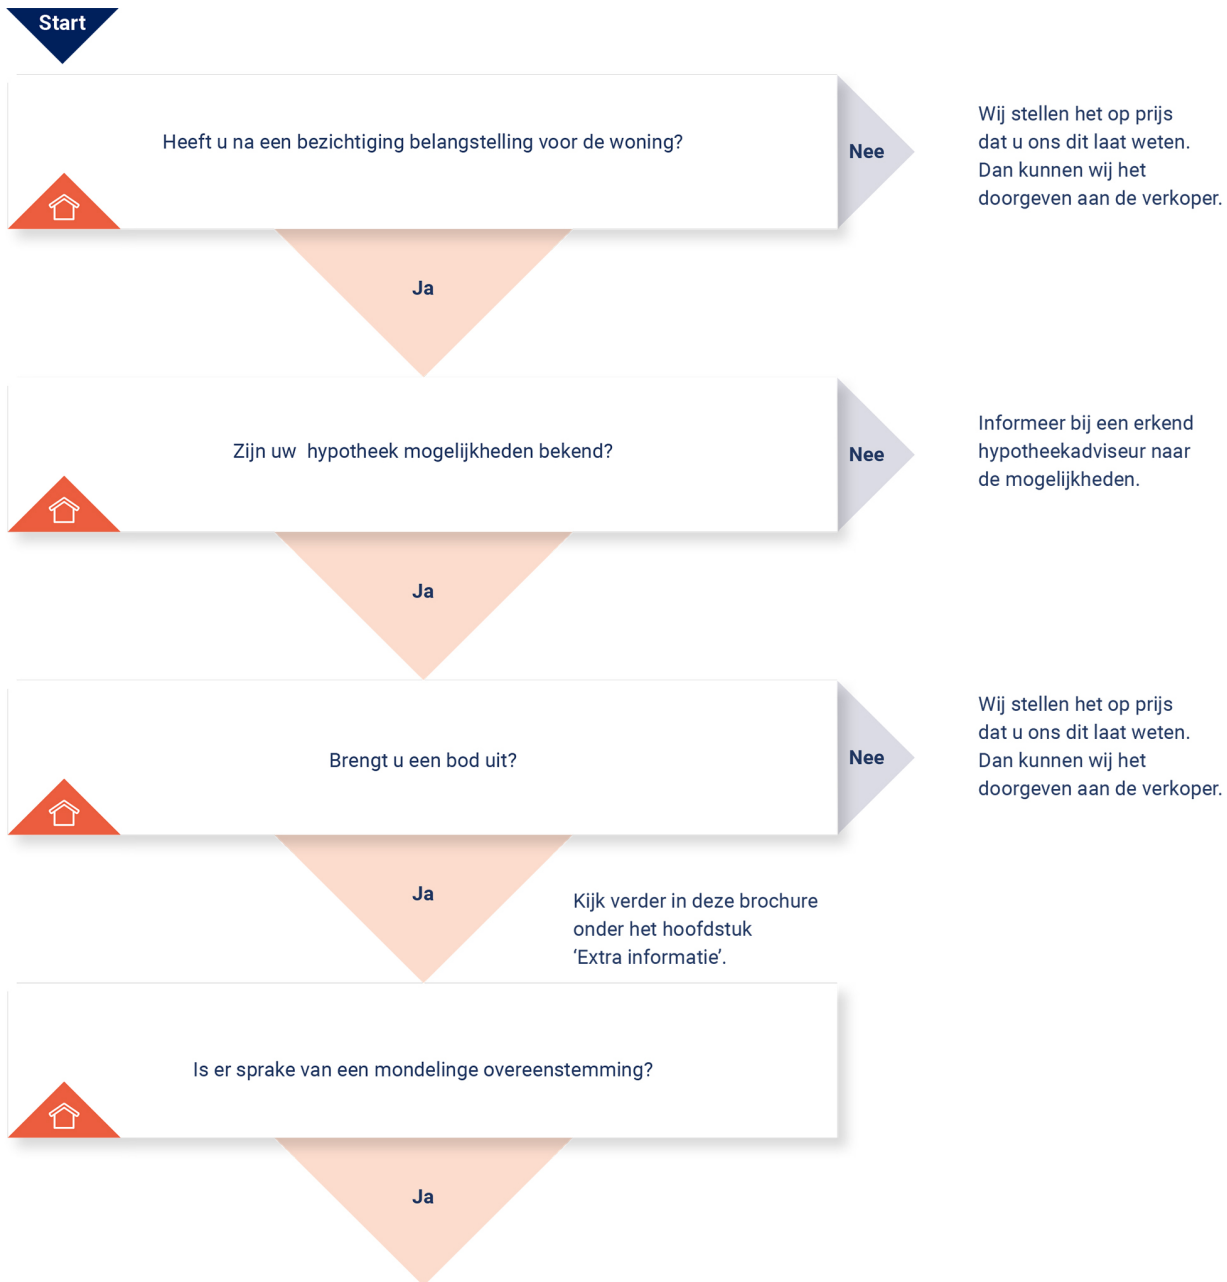 Start
Heeft u na een bezichtiging belangstelling voor de woning?
Nee
Wij stellen het op prijs
dat u ons dit laat weten.
Dan kunnen wij het
doorgeven aan de verkoper.
Ja
Zijn uw  hypotheek mogelijkheden bekend?
Nee
Informeer bij een erkend
hypotheekadviseur naar
de mogelijkheden.
Ja
Brengt u een bod uit?
Nee
Wij stellen het op prijs
dat u ons dit laat weten.
Dan kunnen wij het
doorgeven aan de verkoper.
Ja
Kijk verder in deze brochure
onder het hoofdstuk
‘Extra informatie’.
Is er sprake van een mondelinge overeenstemming?
Ja